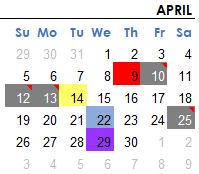 APRIL
Su Mo Tu We Th Fr Sa
29 30 31 1 2 3 4
5 6 7 8 9 10 11
12 13 14 15 16 17 18
19 20 21 22 23 24 25
26 27 28 29 30 1 2
3 4 5 6 7 8 9